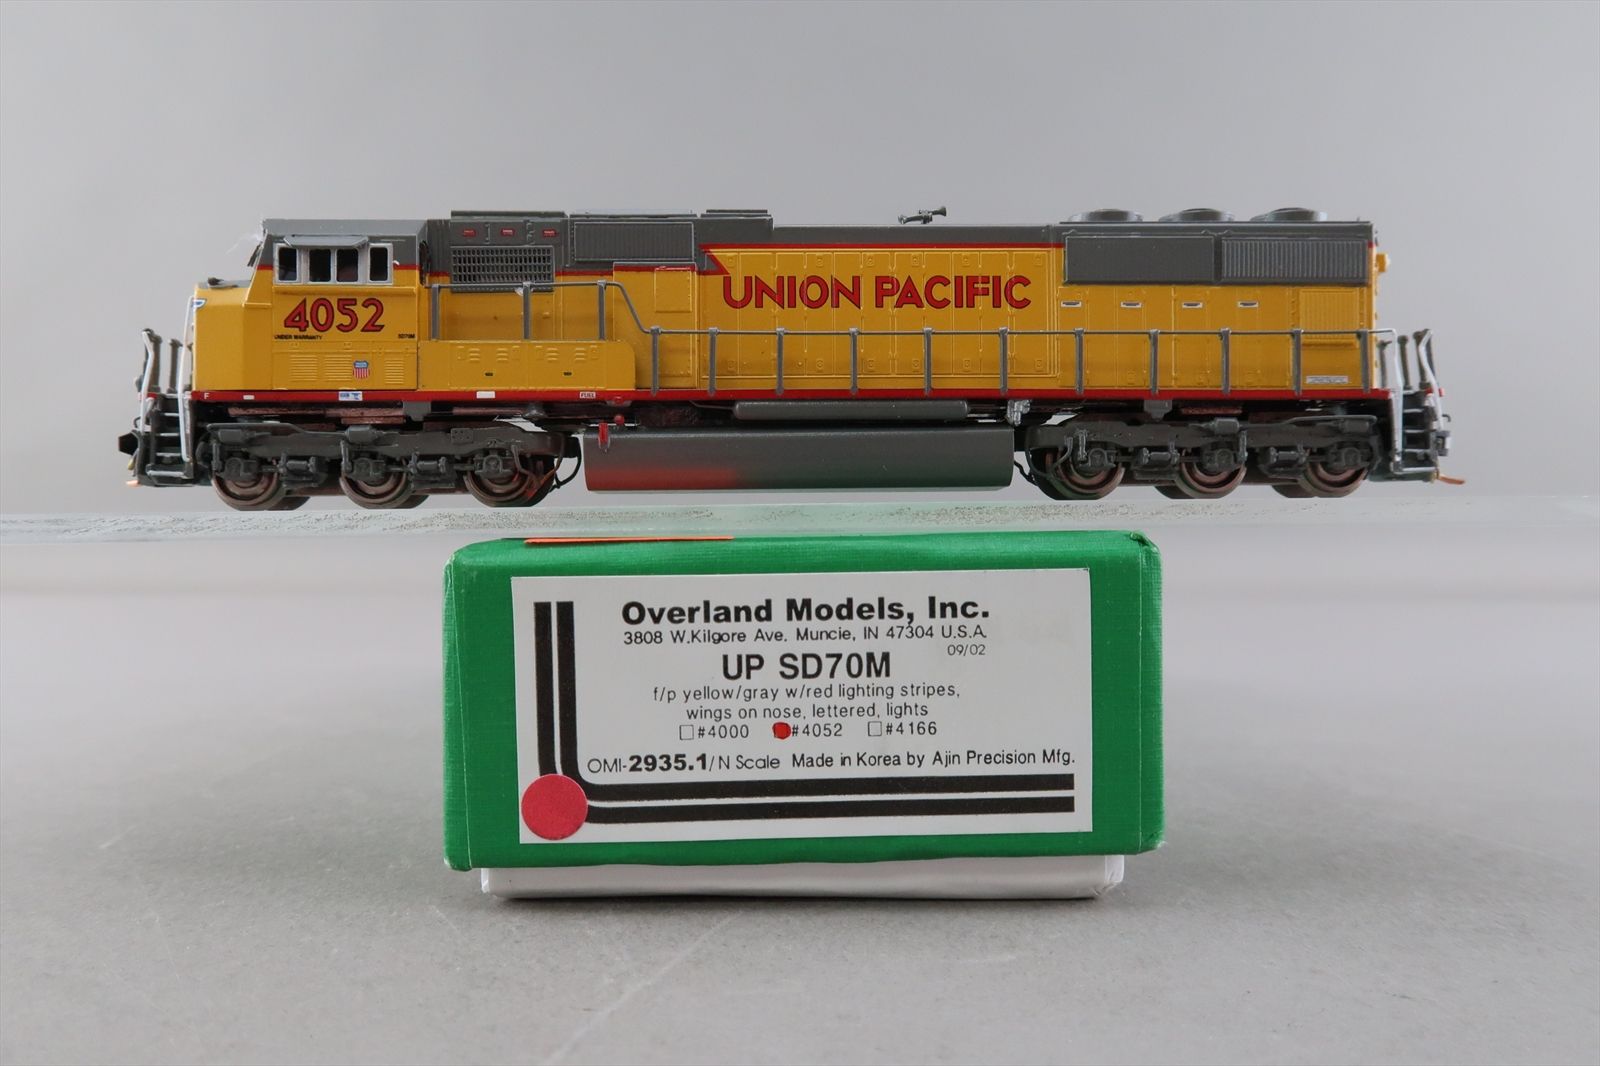 UNION PACIFIC
4052
UNDER WARRANTY SD70M
F
FUEL
Overland Models, Inc.
3808 W.Kilgore Ave. Muncie, IN 47304 U.S.A.
09/02
UP SD70M
f/p yellow/gray w/red lighting stripes,
wings on nose, lettered, lights
#4000 #4052 #4166
OMI-2935.1/N Scale Made in Korea by Ajin Precision Mfg.